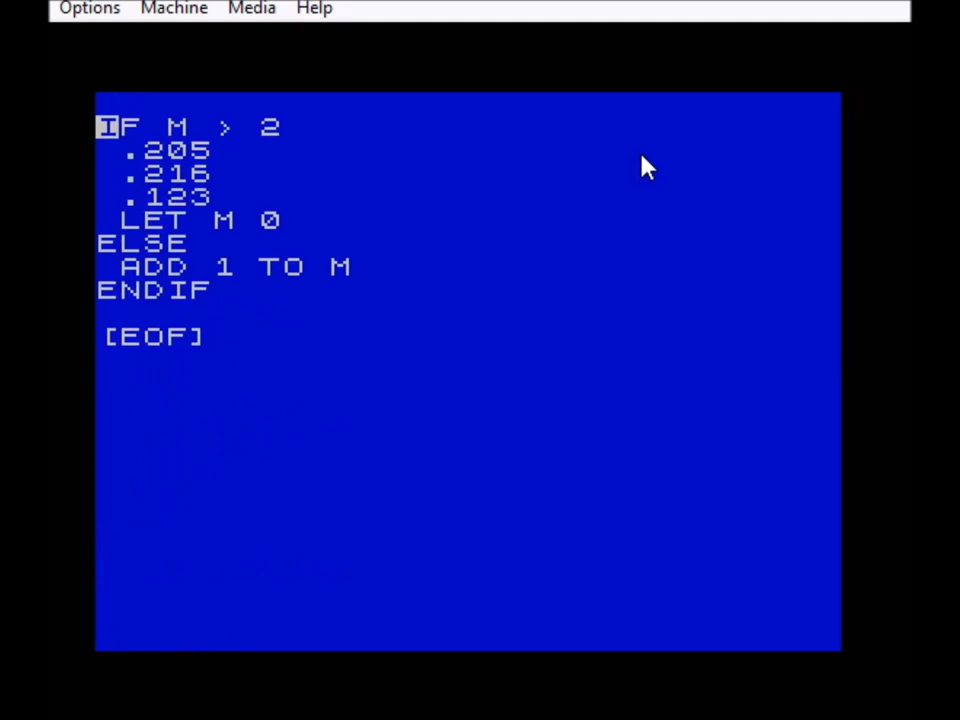 Options Machine Media Help
IF M > 2
.205
.216
.123
LET M 0
ELSE
ADD 1 TO M
ENDIF
[EOF]